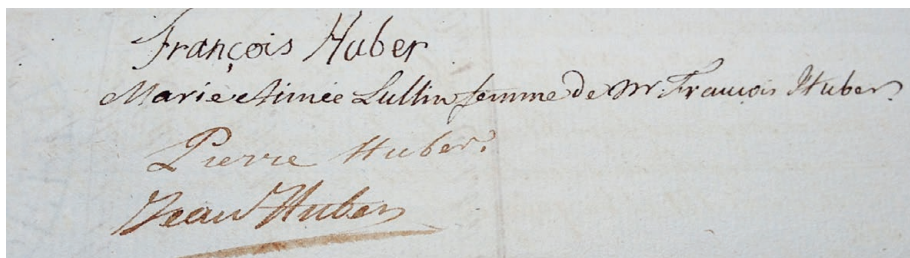 François Huber
Marie Aimée Lullin femme de Mr. François Huber
Pierre Huber.
Jean Huber